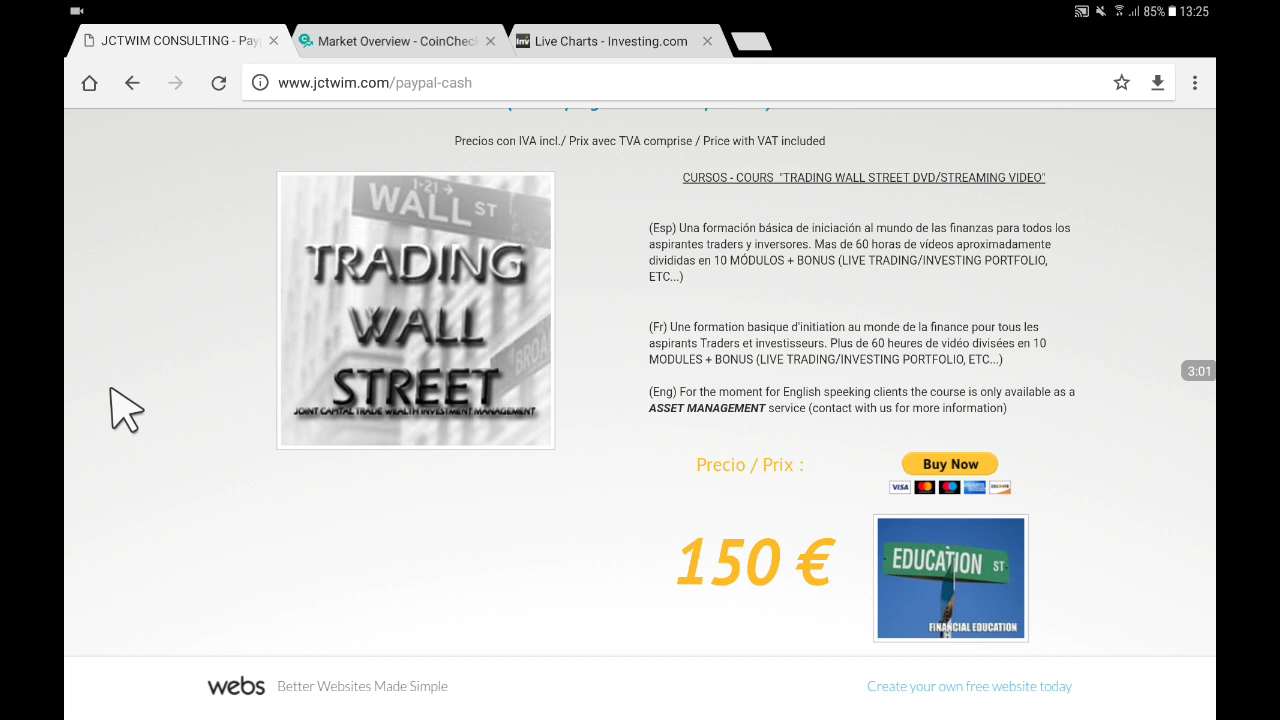 85% 13:25
JCTWIM CONSULTING - Pay
Market Overview - CoinChec
Live Charts - Investing.com
www.jctwim.com/paypal-cash
Precios con IVA incl./ Prix avec TVA comprise / Price with VAT included
1-21
WALL ST
TRADING
WALL
STREET
JOINT CAPITAL TRADE WEALTH INVESTMENT MANAGEMENT
CURSOS - COURS "TRADING WALL STREET DVD/STREAMING VIDEO"
(Esp) Una formación básica de iniciación al mundo de las finanzas para todos los
aspirantes traders y inversores. Mas de 60 horas de vídeos aproximadamente
divididas en 10 MÓDULOS + BONUS (LIVE TRADING/INVESTING PORTFOLIO,
ETC...)
(Fr) Une formation basique d'initiation au monde de la finance pour tous les
aspirants Traders et investisseurs. Plus de 60 heures de vidéo divisées en 10
MODULES + BONUS (LIVE TRADING/INVESTING PORTFOLIO, ETC...)
(Eng) For the moment for English speeking clients the course is only available as a
ASSET MANAGEMENT service (contact with us for more information)
3:01
Precio / Prix :
Buy Now
VISA
150 €
EDUCATION ST
FINANCIAL EDUCATION
webs Better Websites Made Simple
Create your own free website today